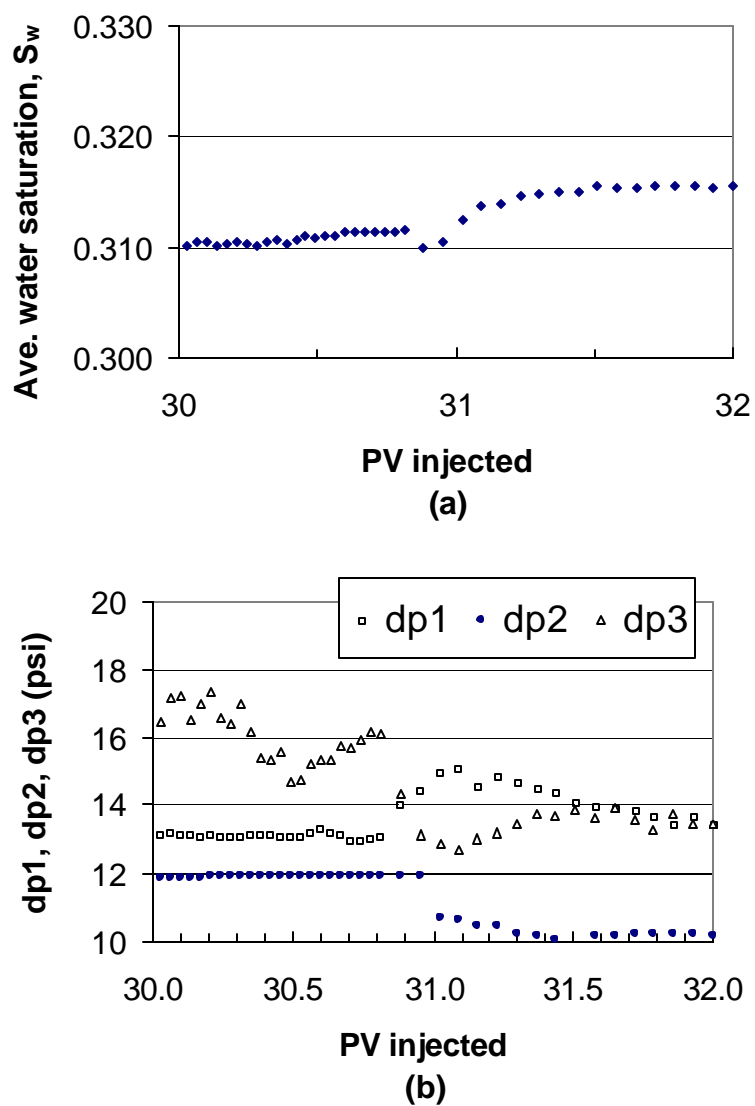 Ave. water saturation, Sw
0.330
0.320
0.310
0.300
30
31
32
PV injected
(a)
dp1, dp2, dp3 (psi)
dp1 dp2 dp3
20
18
16
14
12
10
30.0
30.5
31.0
31.5
32.0
PV injected
(b)